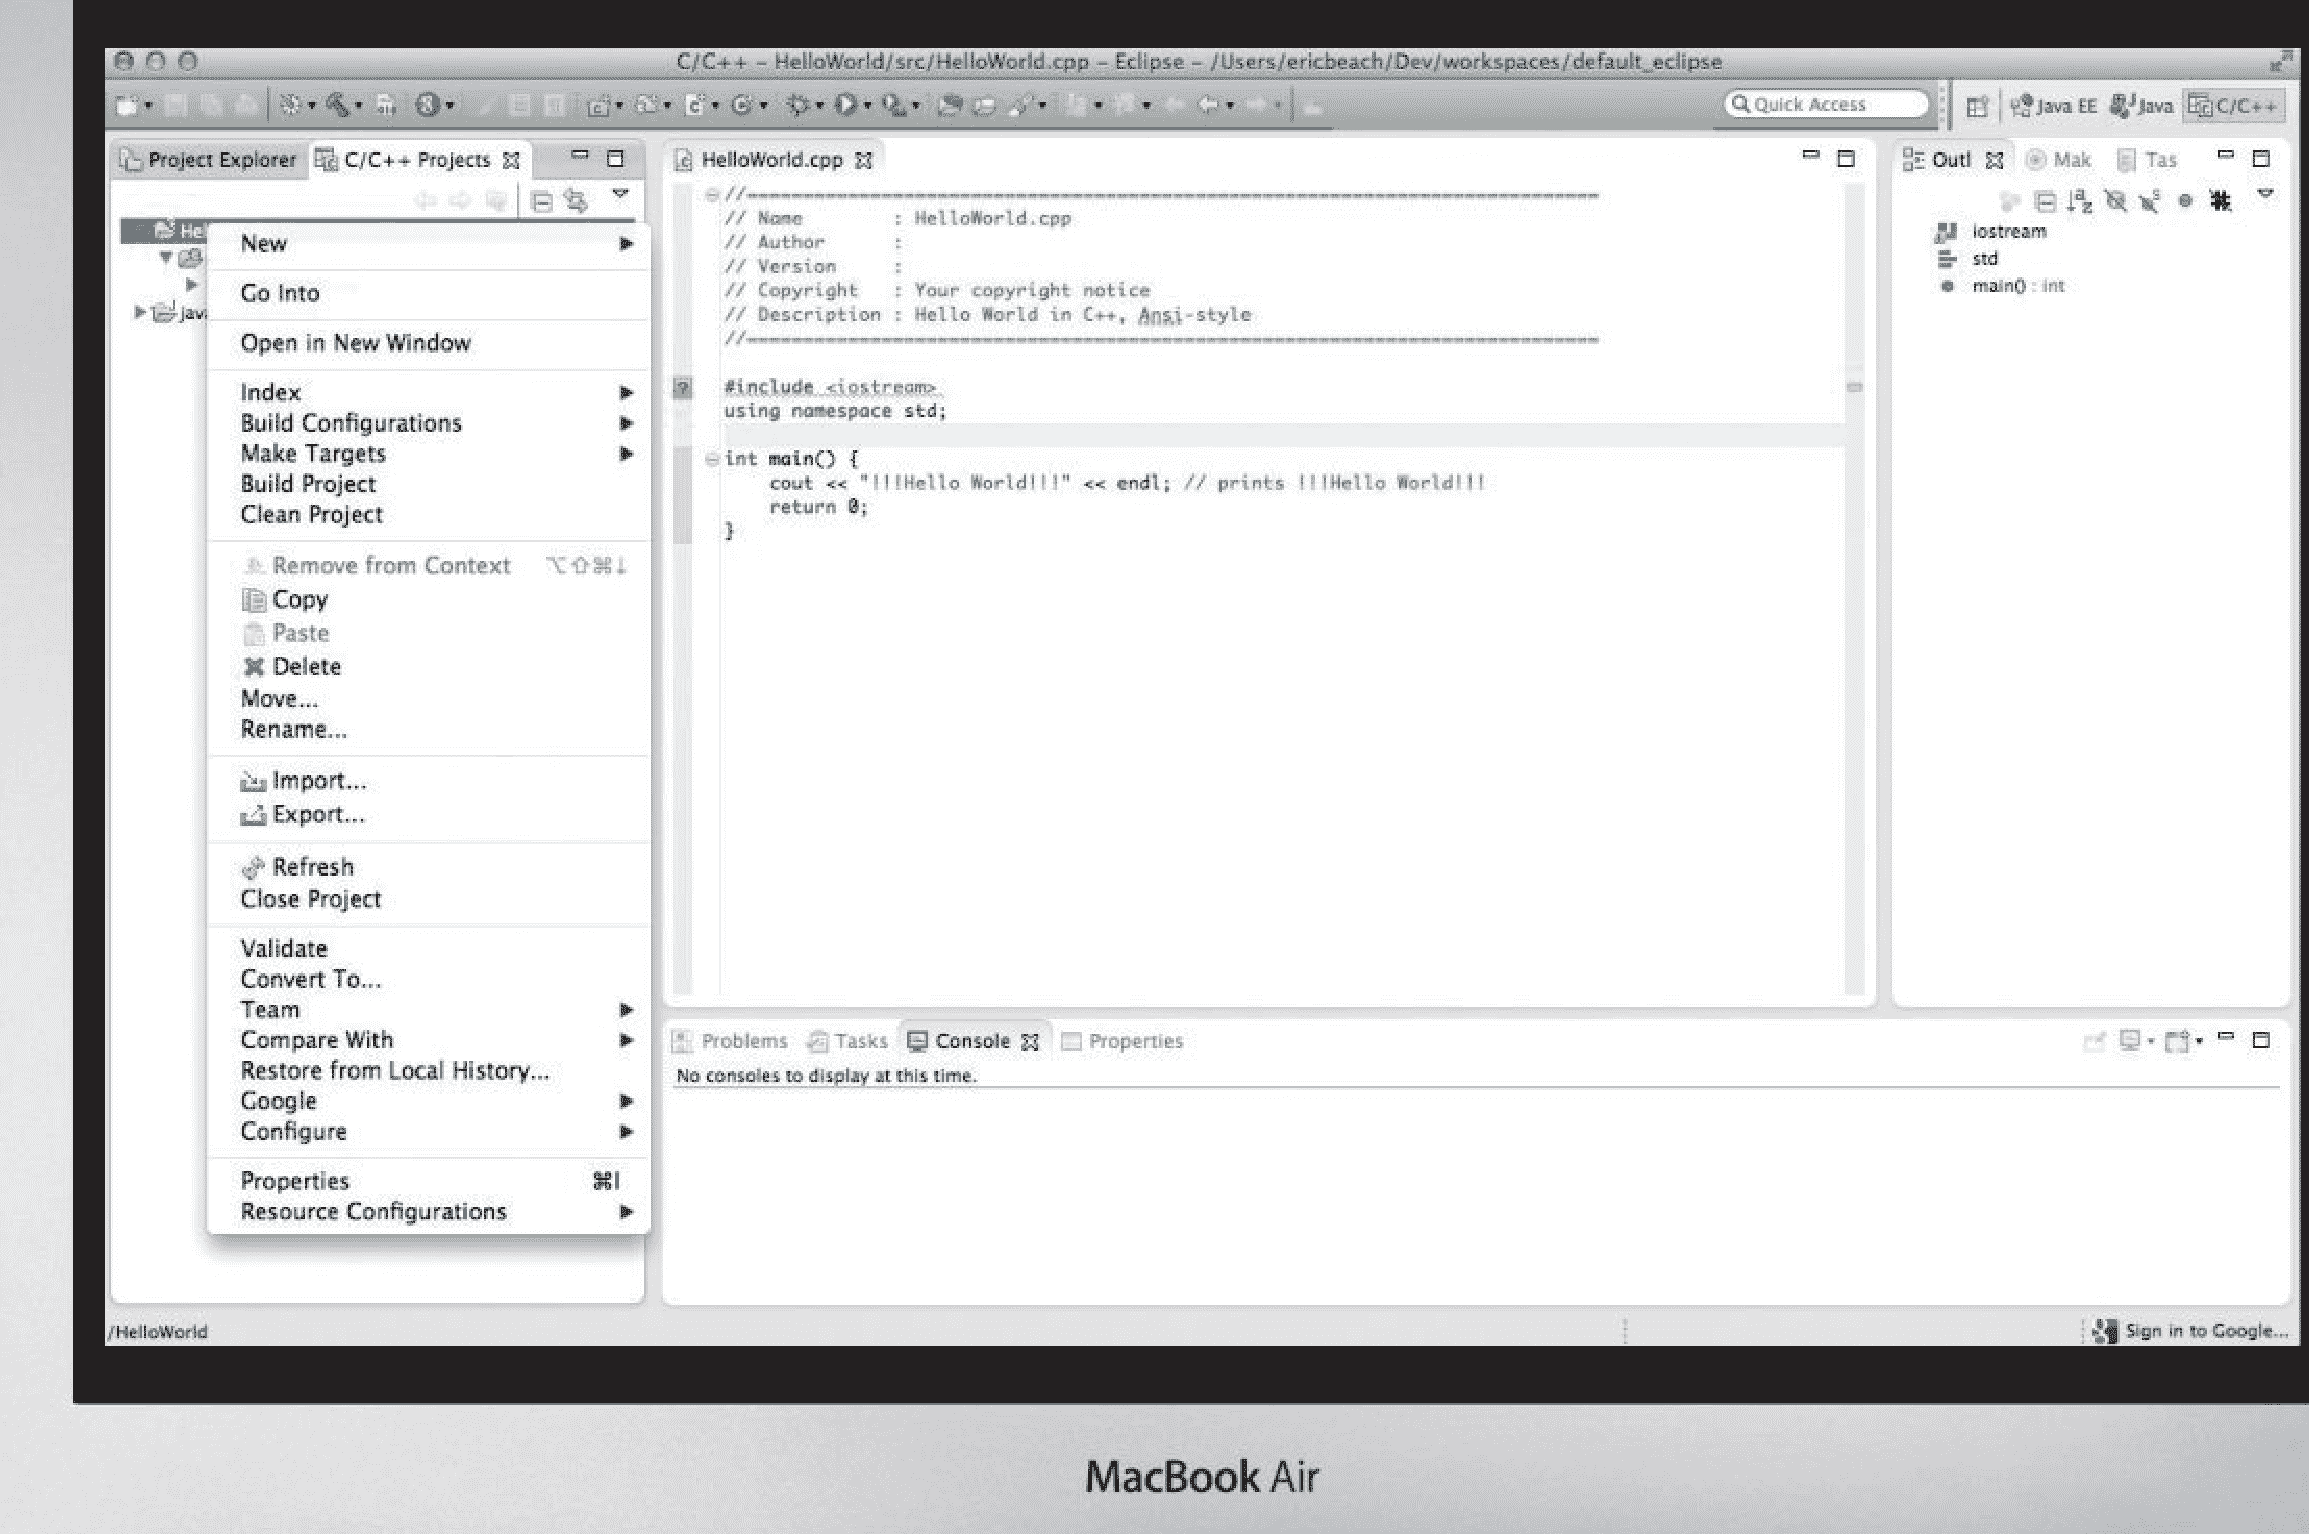 C/C++ – HelloWorld/src/HelloWorld.cpp – Eclipse – /Users/ericbeach/Dev/workspaces/default_eclipse
Quick Access
Java EE
Java
C/C++
Project Explorer
C/C++ Projects
He
jav
New
Go Into
Open in New Window
Index
Build Configurations
Make Targets
Build Project
Clean Project
Remove from Context ⌥⇧⌘↓
Copy
Paste
Delete
Move...
Rename...
Import...
Export...
Refresh
Close Project
Validate
Convert To...
Team
Compare With
Restore from Local History...
Google
Configure
Properties ⌘I
Resource Configurations
HelloWorld.cpp
//============================================================================
// Name : HelloWorld.cpp
// Author :
// Version :
// Copyright : Your copyright notice
// Description : Hello World in C++, Ansi-style
//============================================================================
#include <iostream>
using namespace std;
int main() {
cout << "!!!Hello World!!!" << endl; // prints !!!Hello World!!!
return 0;
}
Outl
Mak
Tas
iostream
std
main() : int
Problems
Tasks
Console
Properties
No consoles to display at this time.
/HelloWorld
Sign in to Google...
MacBook Air